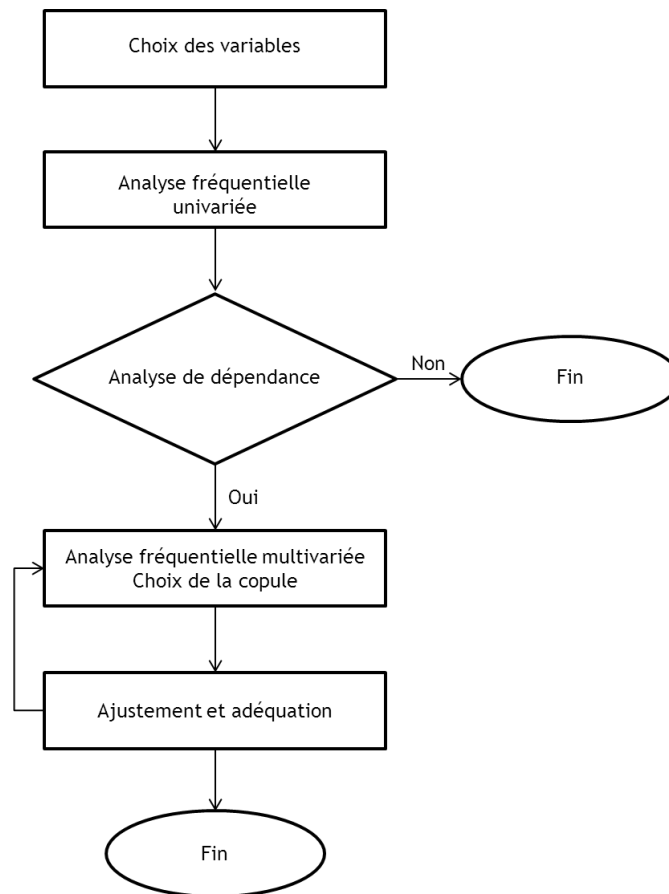 Choix des variables
Analyse fréquentielle
univariée
Analyse de dépendance
Non
Fin
Oui
Analyse fréquentielle multivariée
Choix de la copule
Ajustement et adéquation
Fin